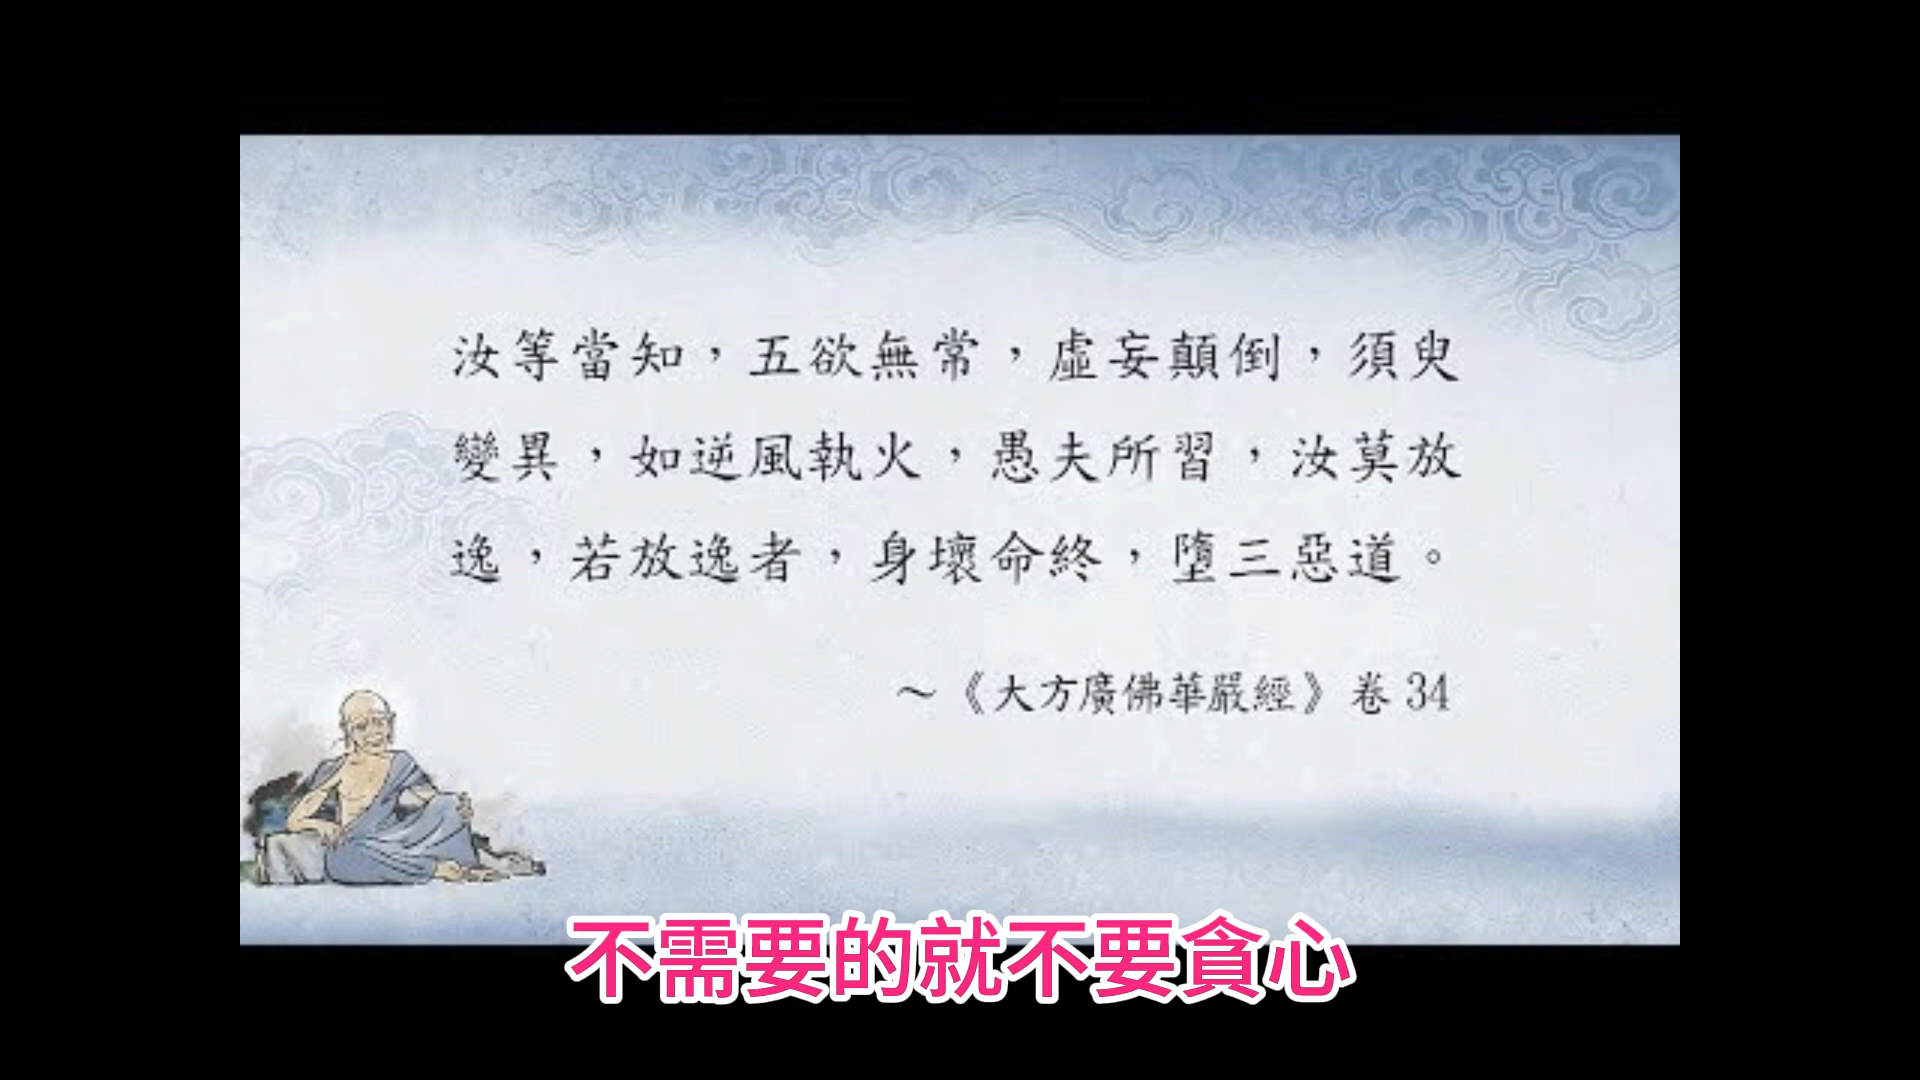 汝等當知，五欲無常，虛妄顛倒，須臾
變異，如逆風執火，愚夫所習，汝莫放
逸，若放逸者，身壞命終，墮三惡道。
～《大方廣佛華嚴經》卷34
不需要的就不要貪心